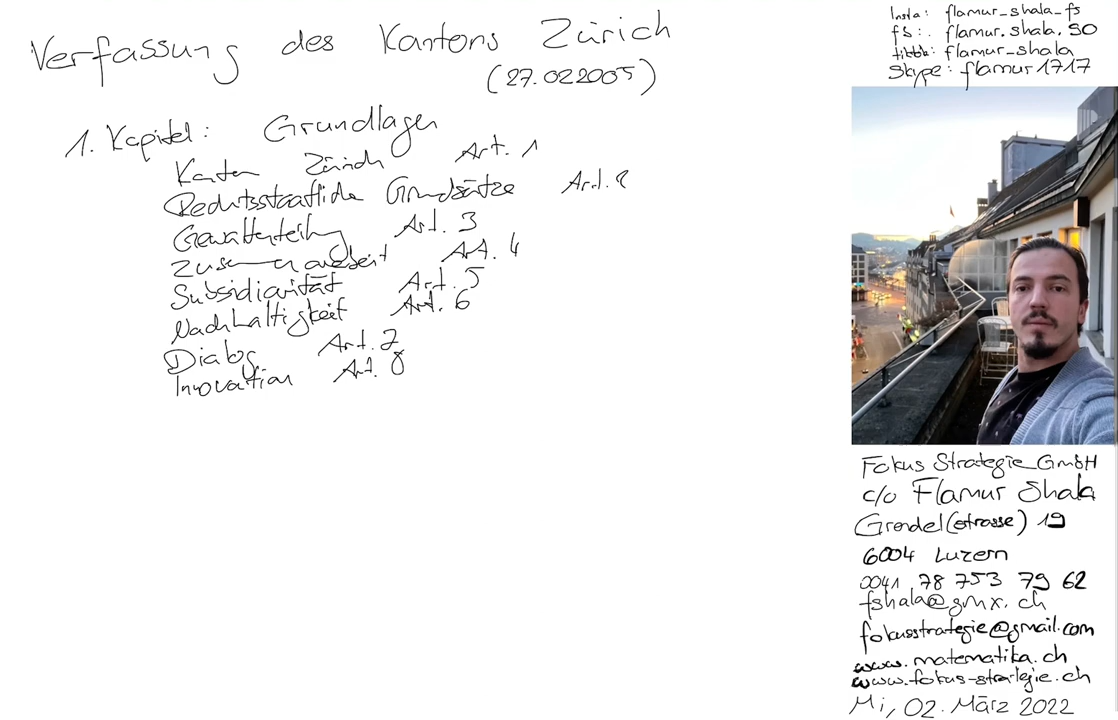 Verfassung des Kantons Zürich
(27.022005)
1. Kapitel: Grundlagen
Kanton Zürich Art. 1
Rechtsstaatliche Grundsätze Art. 2
Gewaltenteilung Art. 3
Zusammenarbeit Art. 4
Subsidiarität Art. 5
Nachhaltigkeit Art. 6
Dialog Art. 7
Innovation Art. 8
Insta: flamur_shala_fs
fs: flamur.shala.50
tiktok: flamur_shala
Skype: flamur1717
Fokus Strategie GmbH
c/o Flamur Shala
Grendel(strasse) 19
6004 Luzern
0041 78 753 79 62
fshala@gmx.ch
fokusstrategie@gmail.com
www.matematika.ch
www.fokus-strategie.ch
Mi, 02. März 2022